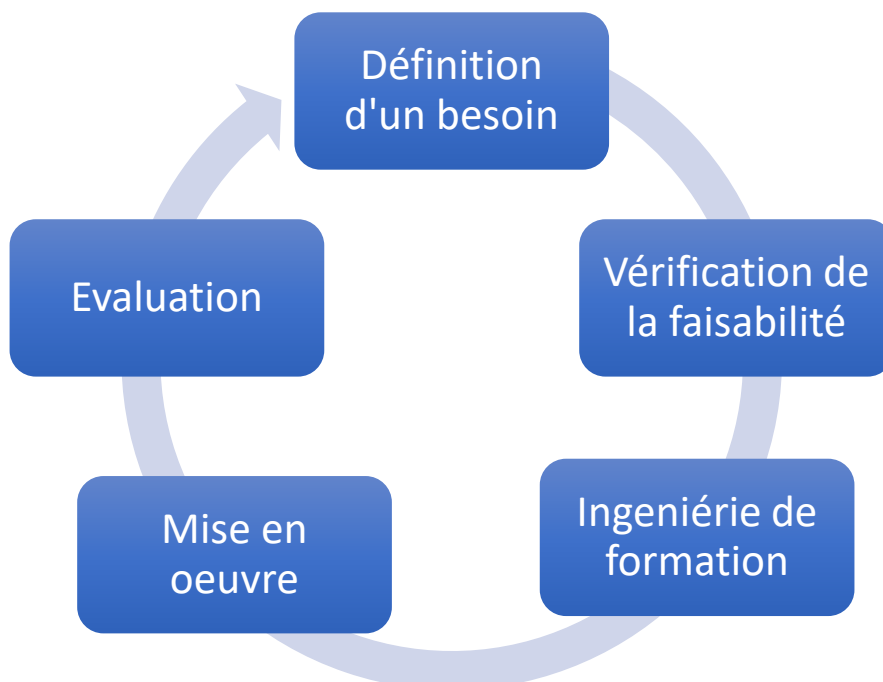 Définition
d'un besoin
Vérification de
la faisabilité
Ingeniérie de
formation
Mise en
oeuvre
Evaluation